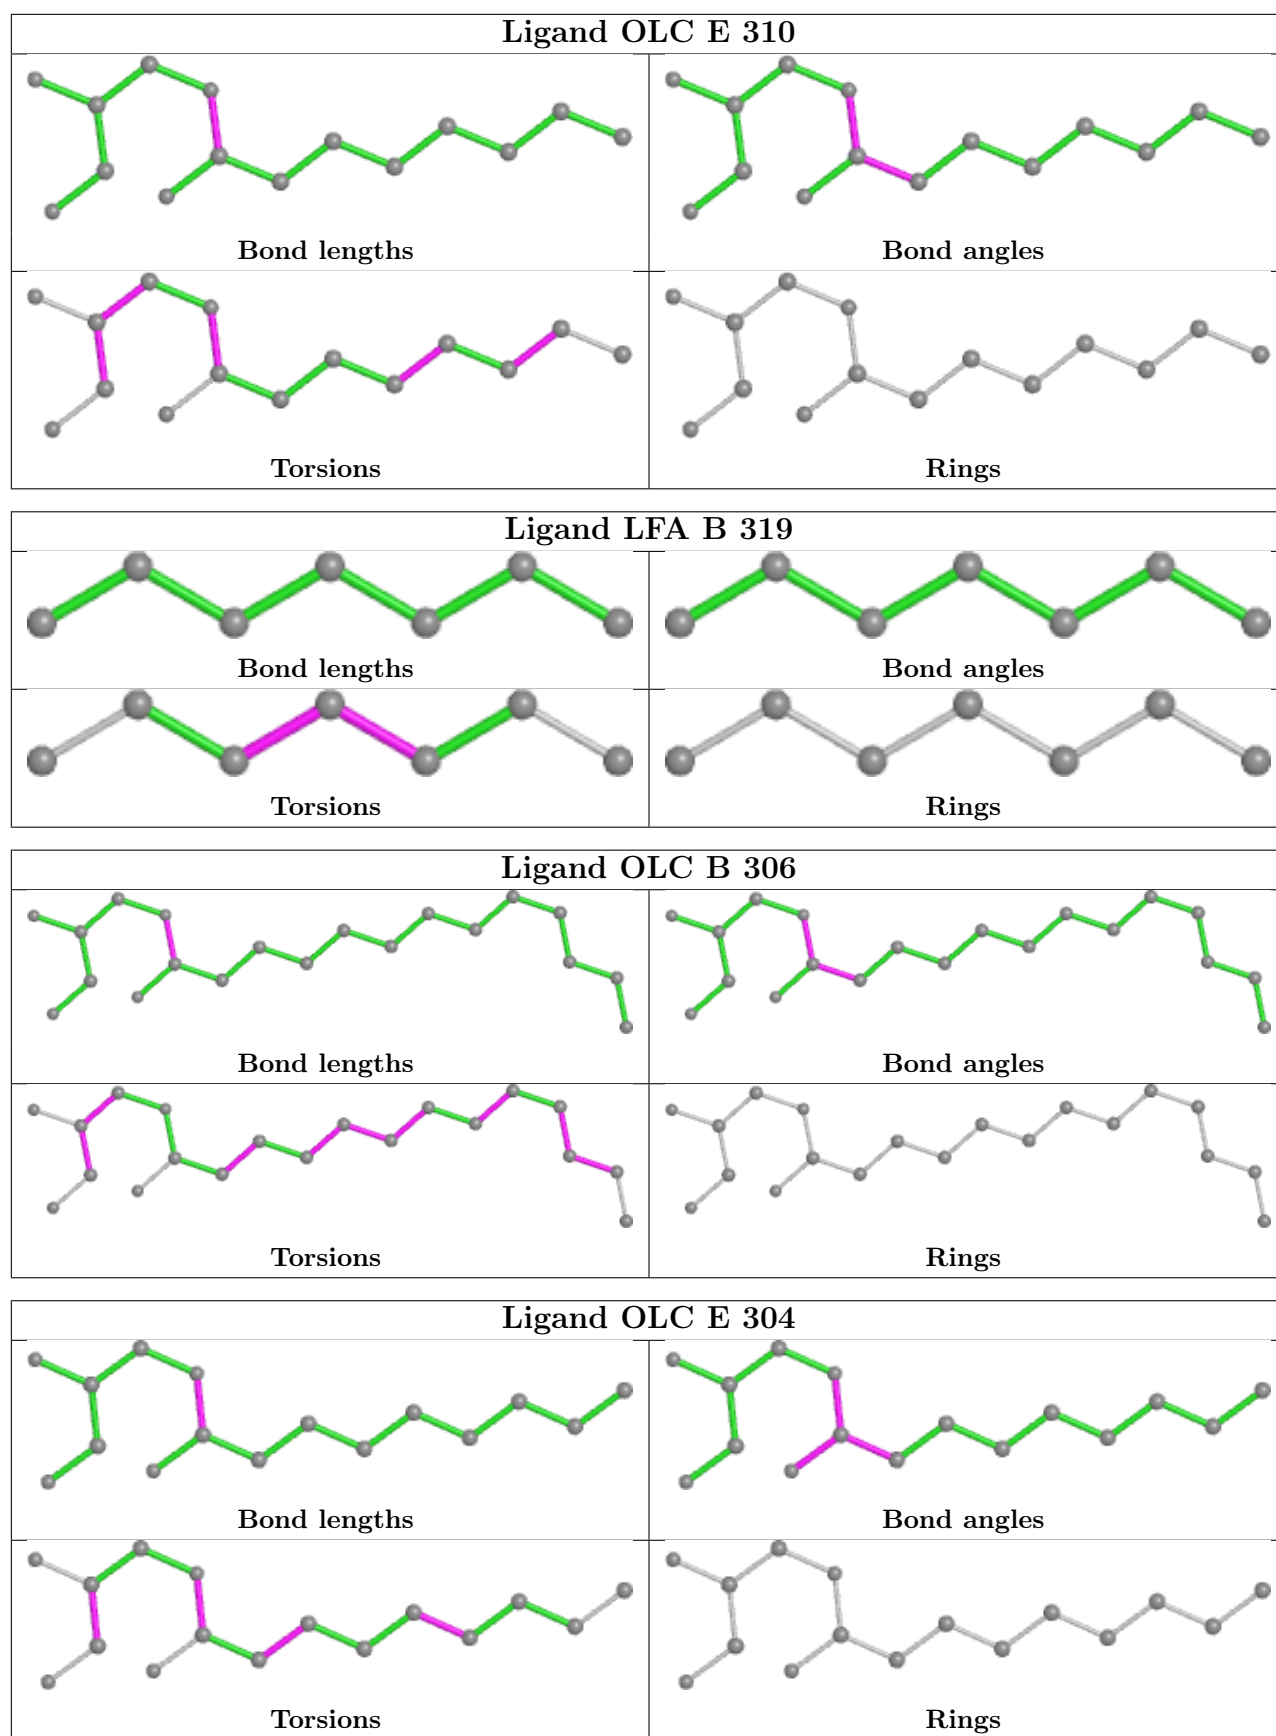 Ligand OLC E 310
Bond lengths
Bond angles
Torsions
Rings
Ligand LFA B 319
Bond lengths
Bond angles
Torsions
Rings
Ligand OLC B 306
Bond lengths
Bond angles
Torsions
Rings
Ligand OLC E 304
Bond lengths
Bond angles
Torsions
Rings